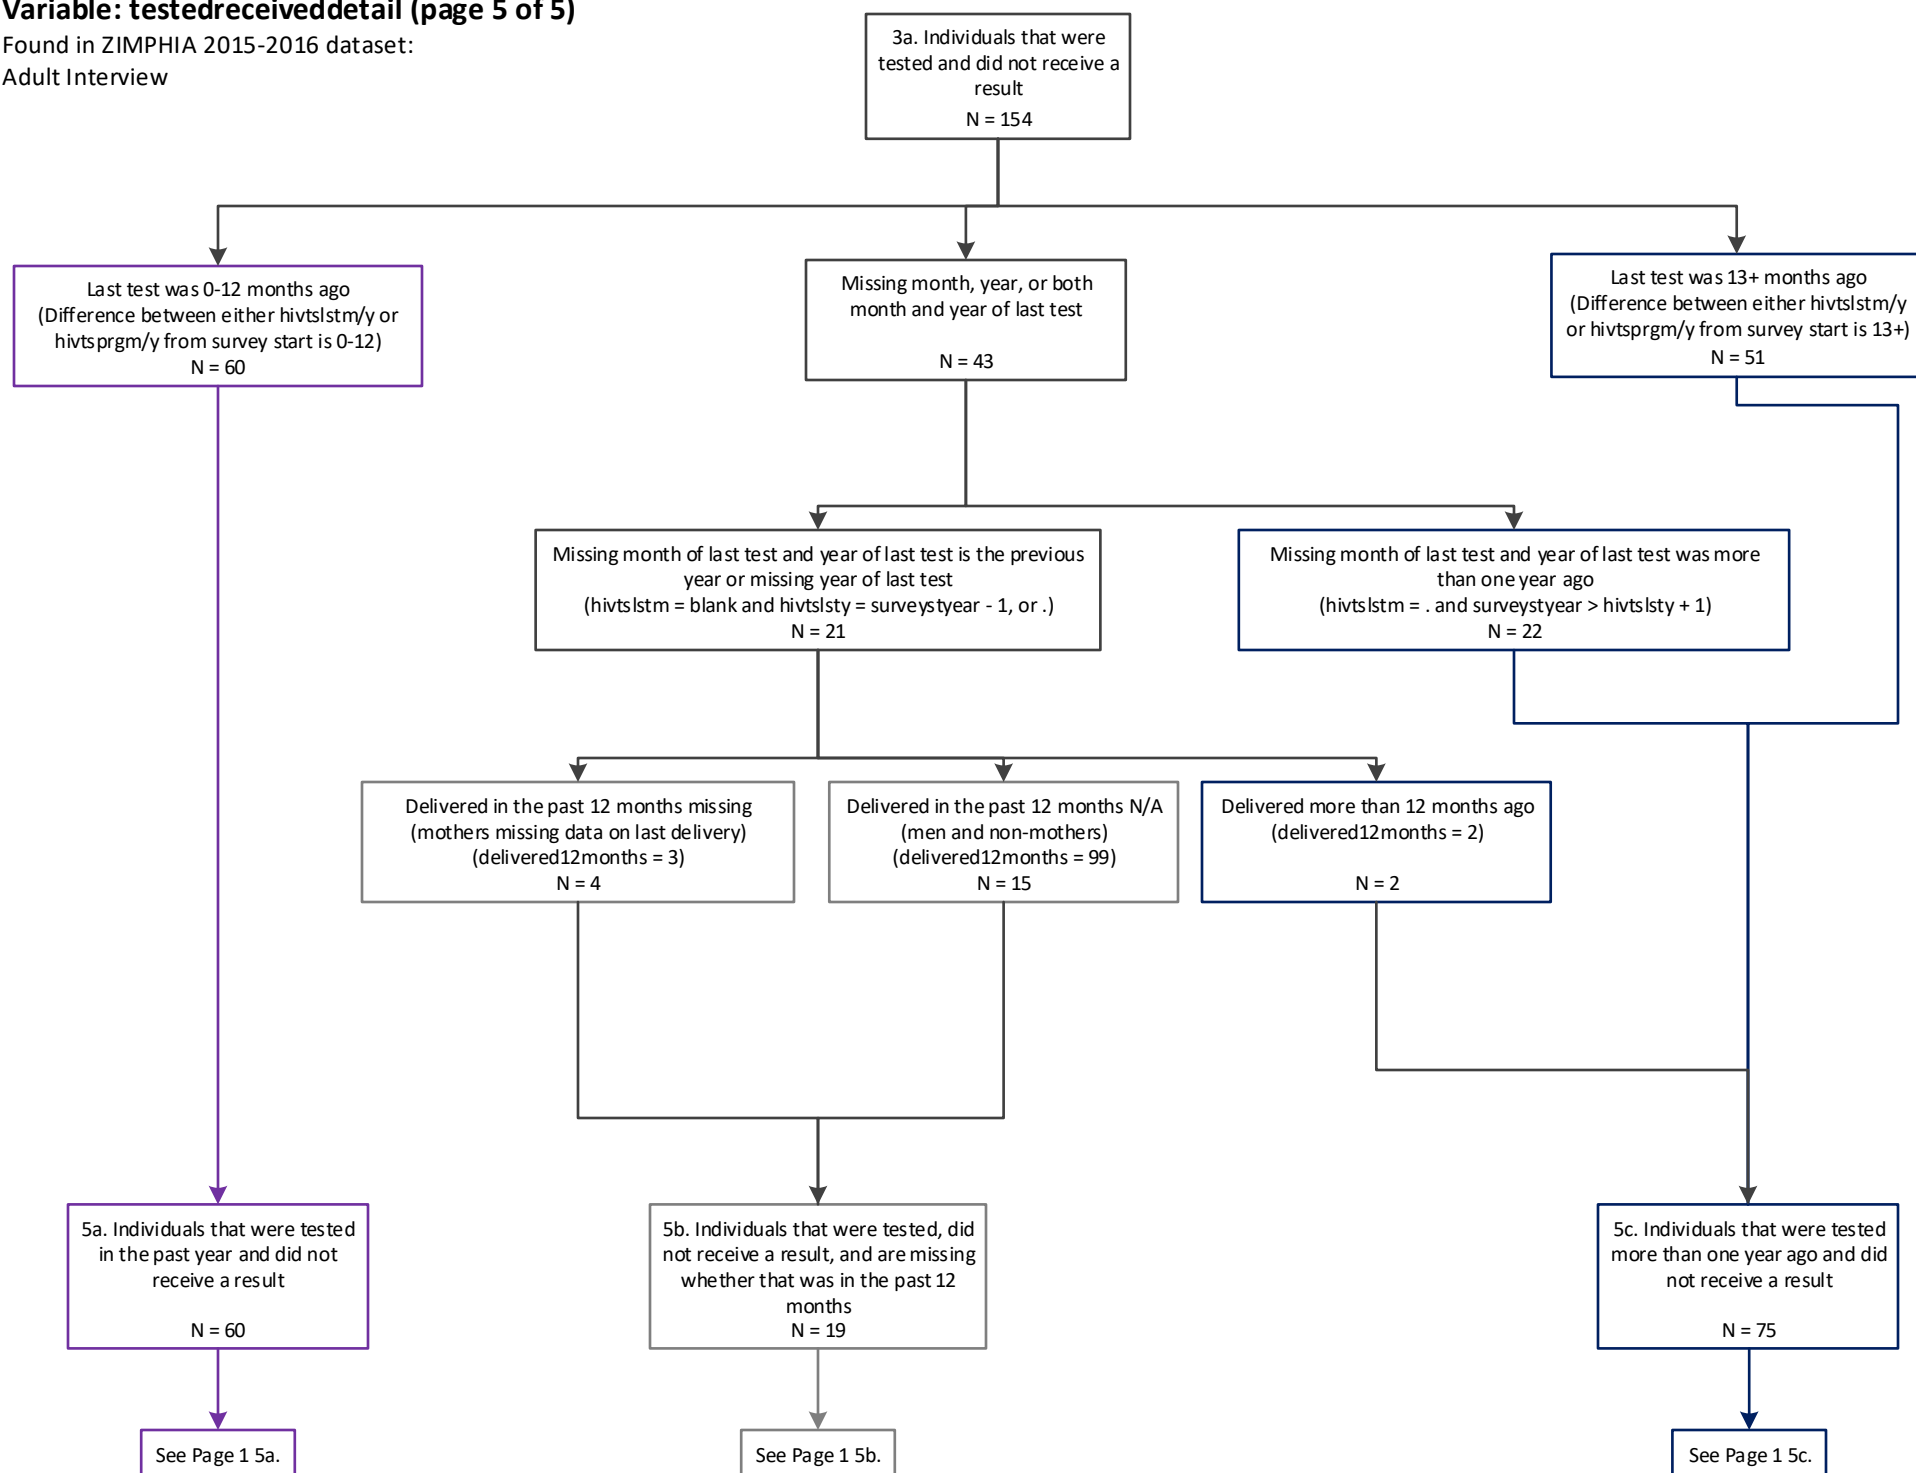 Variable: testedreceiveddetail (page 5 of 5)
Found in ZIMPHIA 2015-2016 dataset:
Adult Interview
3a. Individuals that were
tested and did not receive a
result
N = 154
Last test was 0-12 months ago
(Difference between either hivtslstm/y or
hivtsprgm/y from survey start is 0-12)
N = 60
Missing month, year, or both
month and year of last test
N = 43
Last test was 13+ months ago
(Difference between either hivtslstm/y
or hivtsprgm/y from survey start is 13+)
N = 51
Missing month of last test and year of last test is the previous
year or missing year of last test
(hivtslstm = blank and hivtslsty = surveystyear - 1, or .)
N = 21
Missing month of last test and year of last test was more
than one year ago
(hivtslstm = . and surveystyear > hivtslsty + 1)
N = 22
Delivered in the past 12 months missing
(mothers missing data on last delivery)
(delivered12months = 3)
N = 4
Delivered in the past 12 months N/A
(men and non-mothers)
(delivered12months = 99)
N = 15
Delivered more than 12 months ago
(delivered12months = 2)
N = 2
5a. Individuals that were tested
in the past year and did not
receive a result
N = 60
5b. Individuals that were tested, did
not receive a result, and are missing
whether that was in the past 12
months
N = 19
5c. Individuals that were tested
more than one year ago and did
not receive a result
N = 75
See Page 1 5a.
See Page 1 5b.
See Page 1 5c.